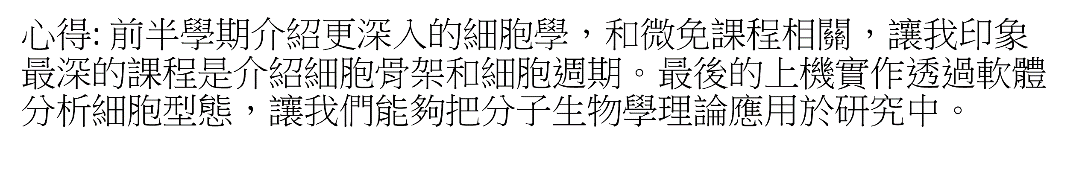 心得: 前半學期介紹更深入的細胞學，和微免課程相關，讓我印象
最深的課程是介紹細胞骨架和細胞週期。最後的上機實作透過軟體
分析細胞型態，讓我們能夠把分子生物學理論應用於研究中。